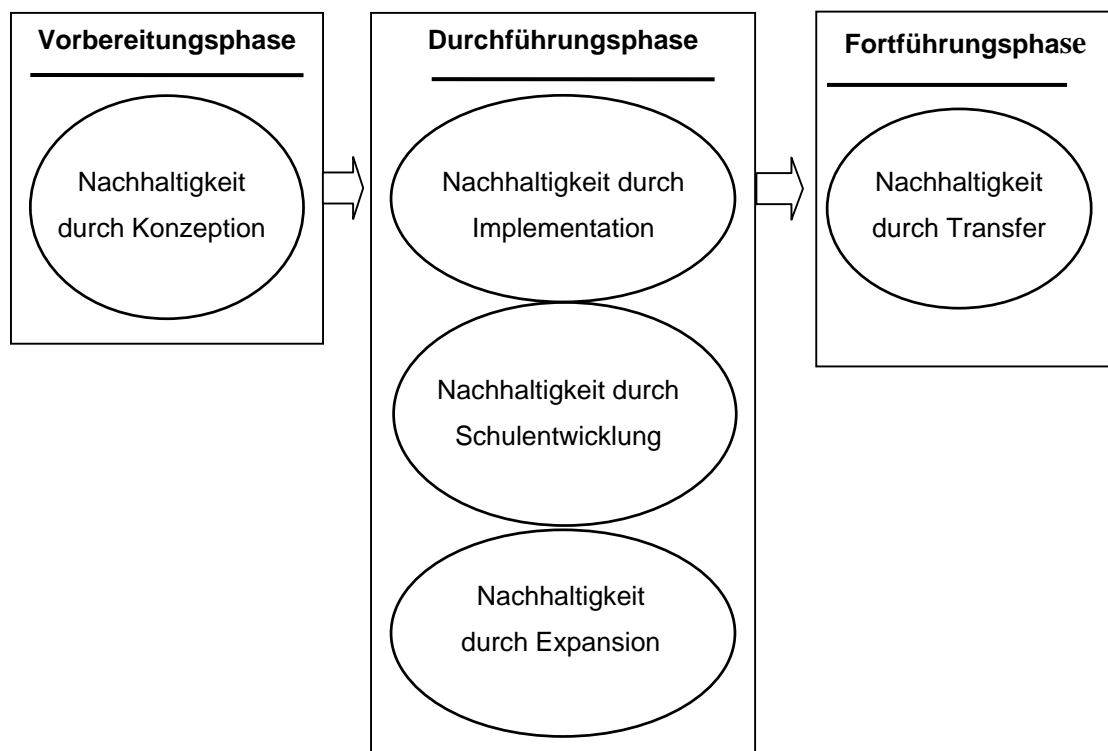 Vorbereitungsphase
Nachhaltigkeit
durch Konzeption
Durchführungsphase
Nachhaltigkeit durch
Implementation
Nachhaltigkeit durch
Schulentwicklung
Nachhaltigkeit
durch Expansion
Fortführungsphase
Nachhaltigkeit
durch Transfer